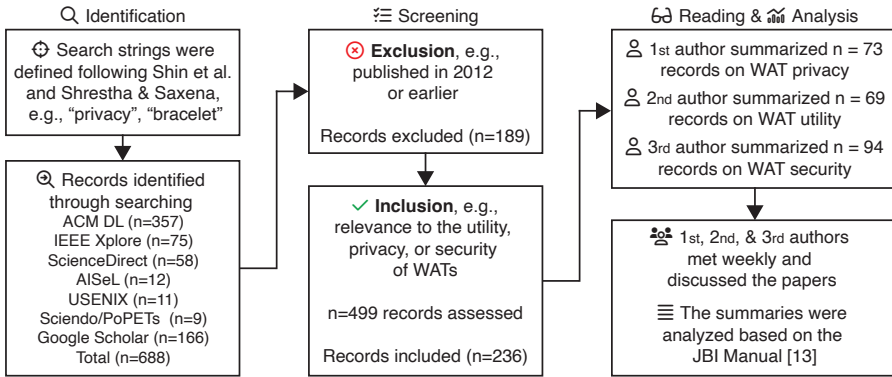 Identification
Search strings were
defined following Shin et al.
and Shrestha & Saxena,
e.g., “privacy”, “bracelet”
Records identified
through searching
ACM DL (n=357)
IEEE Xplore (n=75)
ScienceDirect (n=58)
AISeL (n=12)
USENIX (n=11)
Sciendo/PoPETs (n=9)
Google Scholar (n=166)
Total (n=688)
Screening
Exclusion, e.g.,
published in 2012
or earlier
Records excluded (n=189)
Inclusion, e.g.,
relevance to the utility,
privacy, or security
of WATs
n=499 records assessed
Records included (n=236)
Reading & Analysis
1st author summarized n = 73
records on WAT privacy
2nd author summarized n = 69
records on WAT utility
3rd author summarized n = 94
records on WAT security
1st, 2nd, & 3rd authors
met weekly and
discussed the papers
The summaries were
analyzed based on the
JBI Manual [13]